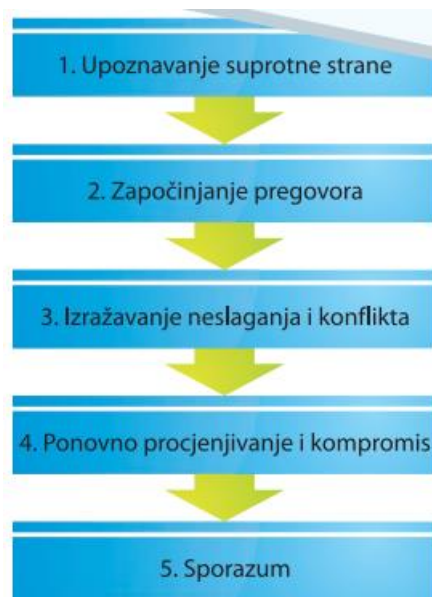 1. Upoznavanje suprotne strane
2. Započinjanje pregovora
3. Izražavanje neslaganja i konflikta
4. Ponovno procjenjivanje i kompromis
5. Sporazum